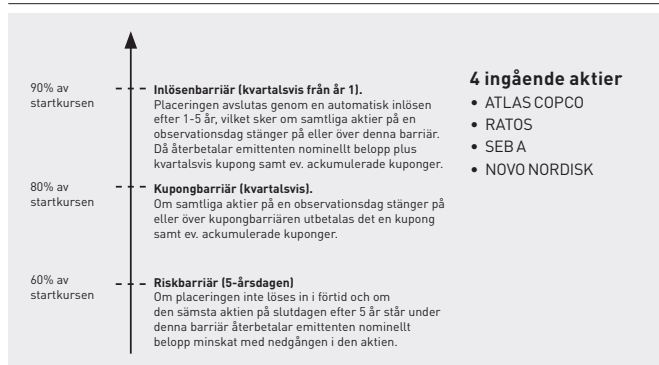 90% av
startkursen
Inlösenbarriär (kvartalsvis från år 1).
Placeringen avslutas genom en automatisk inlösen
efter 1-5 år, vilket sker om samtliga aktier på en
observationsdag stänger på eller över denna barriär.
Då återbetalar emittenten nominellt belopp plus
kvartalsvis kupong samt ev. ackumulerade kuponger.
80% av
startkursen
Kupongbarriär (kvartalsvis).
Om samtliga aktier på en observationsdag stänger på
eller över kupongbarriären utbetalas det en kupong
samt ev. ackumulerade kuponger.
60% av
startkursen
Riskbarriär (5-årsdagen)
Om placeringen inte löses in i förtid och om
den sämsta aktien på slutdagen efter 5 år står under
denna barriär återbetalar emittenten nominellt
belopp minskat med nedgången i den aktien.
4 ingående aktier
• ATLAS COPCO
• RATOS
• SEB A
• NOVO NORDISK